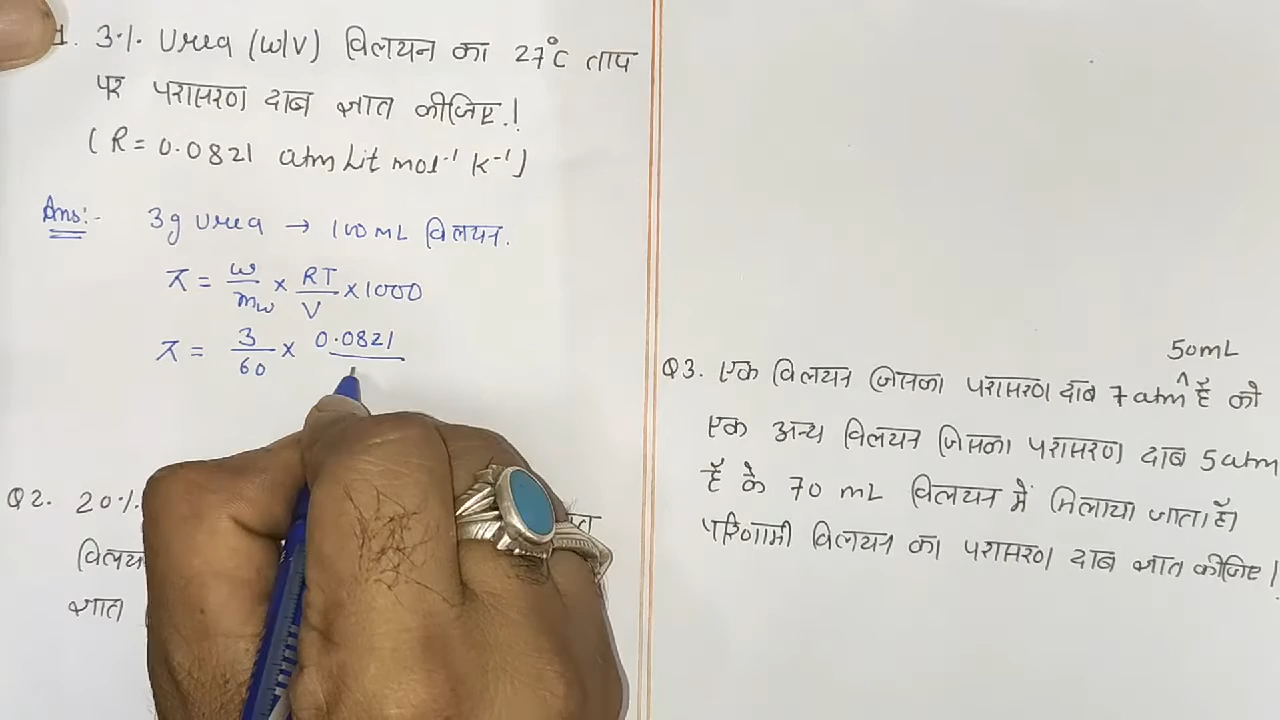 1. 3.1. Urea (w/v) विलयन का 27°C ताप
पर परासरण दाब ज्ञात कीजिए.!
(R = 0.0821 atm Lit mol⁻¹ K⁻¹)
Ans:- 3g urea → 100 mL विलयन.
π = w/mw × RT/V × 1000
π = 3/60 × 0.0821
Q2. 20%.
ज्ञात
50mL
Q3. एक विलयन जिसका परासरण दाब 7 atm ^ है को
एक अन्य विलयन जिसका परासरण दाब 5 atm
है के 70 mL विलयन में मिलाया जाता है।
परिणामी विलयन का परासरण दाब ज्ञात कीजिए!